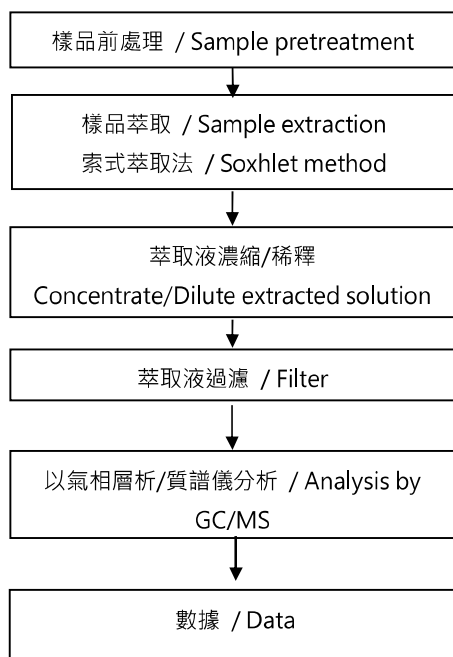 樣品前處理 / Sample pretreatment
樣品萃取 / Sample extraction
索式萃取法 / Soxhlet method
萃取液濃縮/稀釋
Concentrate/Dilute extracted solution
萃取液過濾 / Filter
以氣相層析/質譜儀分析 / Analysis by
GC/MS
數據 / Data